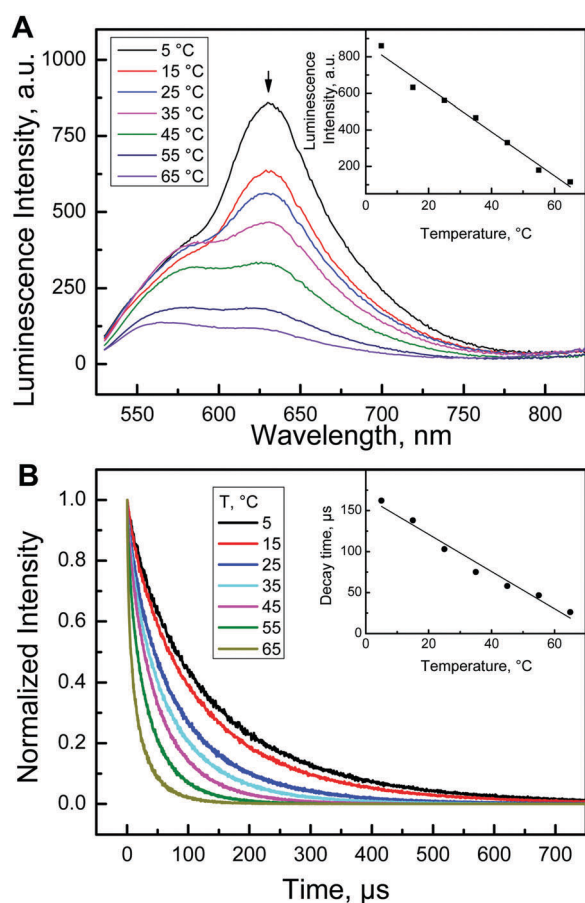 A
5 °C
15 °C
25 °C
35 °C
45 °C
55 °C
65 °C
Luminescence Intensity, a.u.
1000
750
500
250
0
550
600
650
700
750
800
Wavelength, nm
Luminescence
Intensity, a.u.
800
600
400
200
0
20
40
60
Temperature, °C
B
T, °C
5
15
25
35
45
55
65
Normalized Intensity
1.0
0.8
0.6
0.4
0.2
0.0
0
100
200
300
400
500
600
700
Time, µs
Decay time, µs
150
100
50
0
0
20
40
60
Temperature, °C